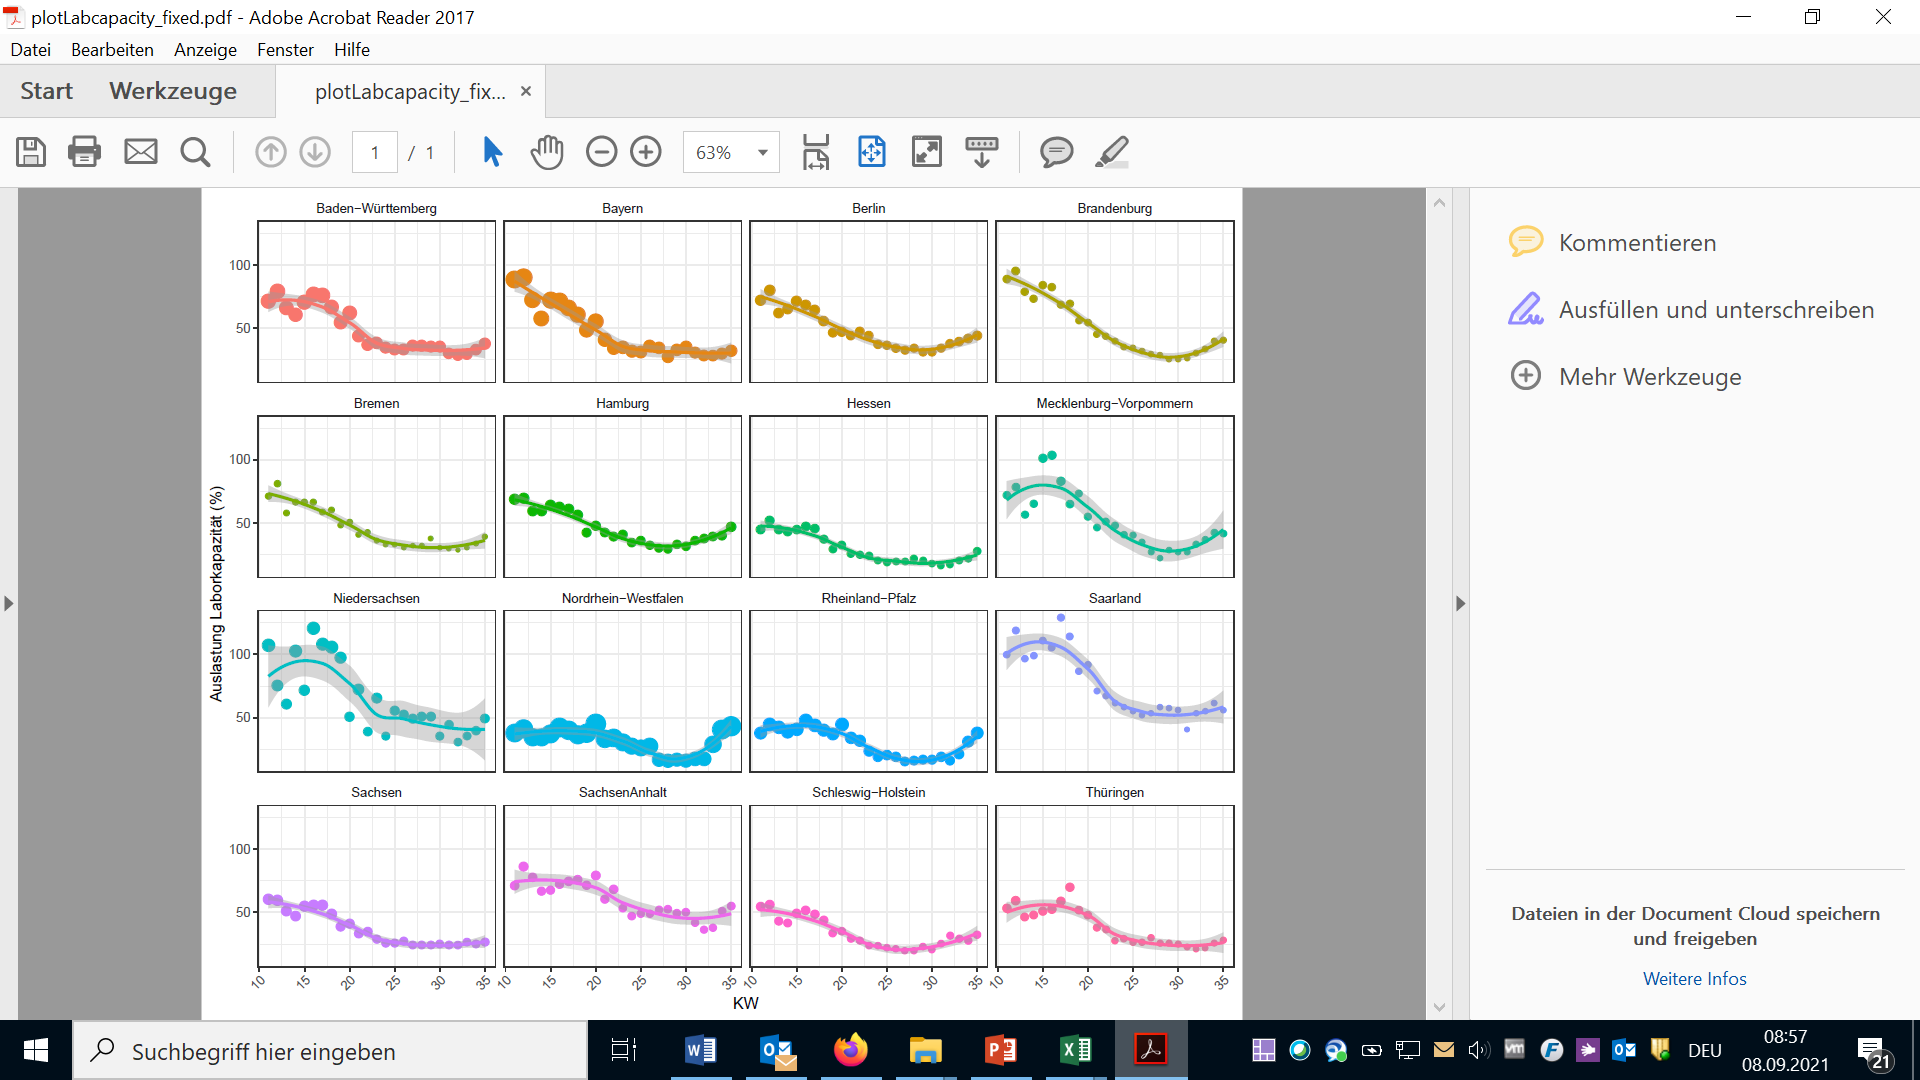 plotLabcapacity_fixed.pdf - Adobe Acrobat Reader 2017
Datei Bearbeiten Anzeige Fenster Hilfe
Start Werkzeuge plotLabcapacity_fix... ×
1 / 1 63%
Baden−Württemberg Bayern Berlin Brandenburg
100
50
Bremen Hamburg Hessen Mecklenburg−Vorpommern
100
50
Auslastung Laborkapazität (%)
Niedersachsen Nordrhein−Westfalen Rheinland−Pfalz Saarland
100
50
Sachsen SachsenAnhalt Schleswig−Holstein Thüringen
100
50
10 15 20 25 30 35 10 15 20 25 30 35 10 15 20 25 30 35 10 15 20 25 30 35
KW
Kommentieren
Ausfüllen und unterschreiben
Mehr Werkzeuge
Dateien in der Document Cloud speichern
und freigeben
Weitere Infos
Suchbegriff hier eingeben
DEU
08:57
08.09.2021
21